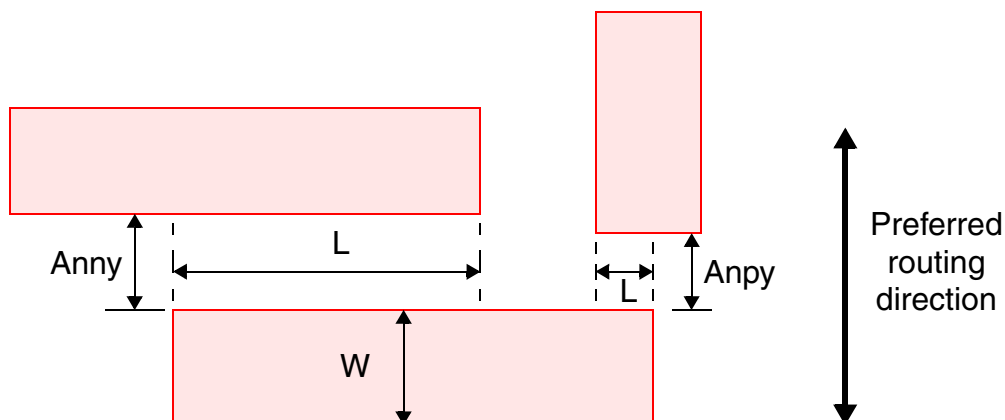 L
Anny
L
Anpy
W
Preferred
routing
direction